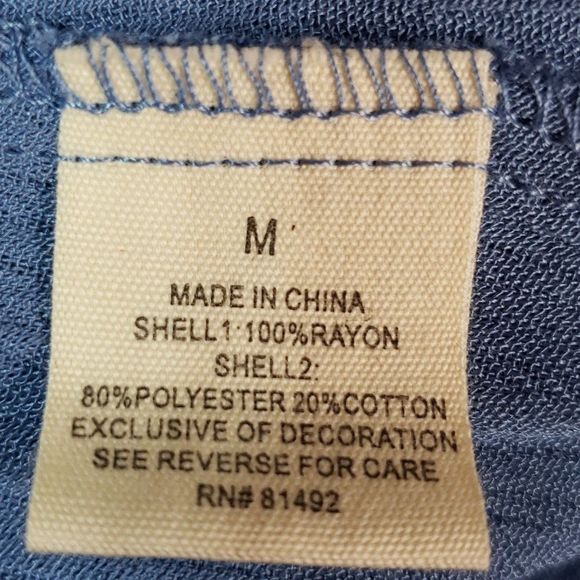 M
MADE IN CHINA
SHELL1:100%RAYON
SHELL2:
80%POLYESTER 20%COTTON
EXCLUSIVE OF DECORATION
SEE REVERSE FOR CARE
RN# 81492